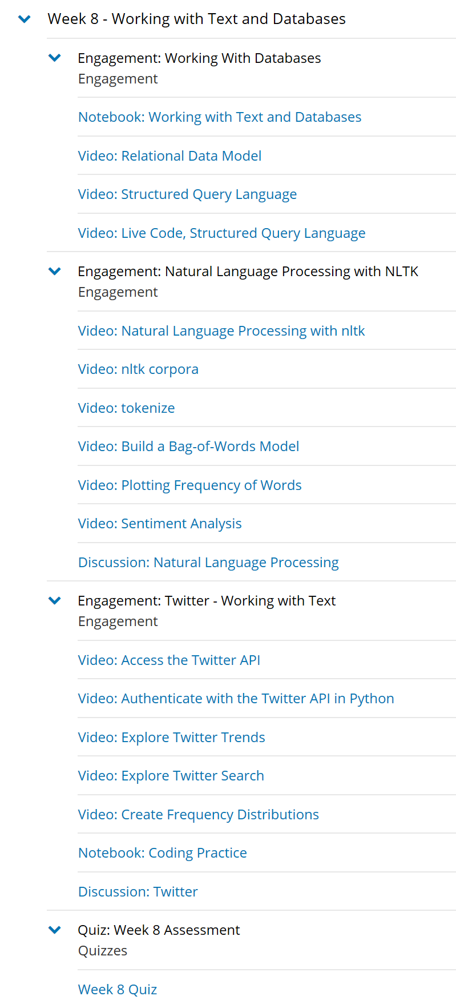 Week 8 - Working with Text and Databases
Engagement: Working With Databases
Engagement
Notebook: Working with Text and Databases
Video: Relational Data Model
Video: Structured Query Language
Video: Live Code, Structured Query Language
Engagement: Natural Language Processing with NLTK
Engagement
Video: Natural Language Processing with nltk
Video: nltk corpora
Video: tokenize
Video: Build a Bag-of-Words Model
Video: Plotting Frequency of Words
Video: Sentiment Analysis
Discussion: Natural Language Processing
Engagement: Twitter - Working with Text
Engagement
Video: Access the Twitter API
Video: Authenticate with the Twitter API in Python
Video: Explore Twitter Trends
Video: Explore Twitter Search
Video: Create Frequency Distributions
Notebook: Coding Practice
Discussion: Twitter
Quiz: Week 8 Assessment
Quizzes
Week 8 Quiz